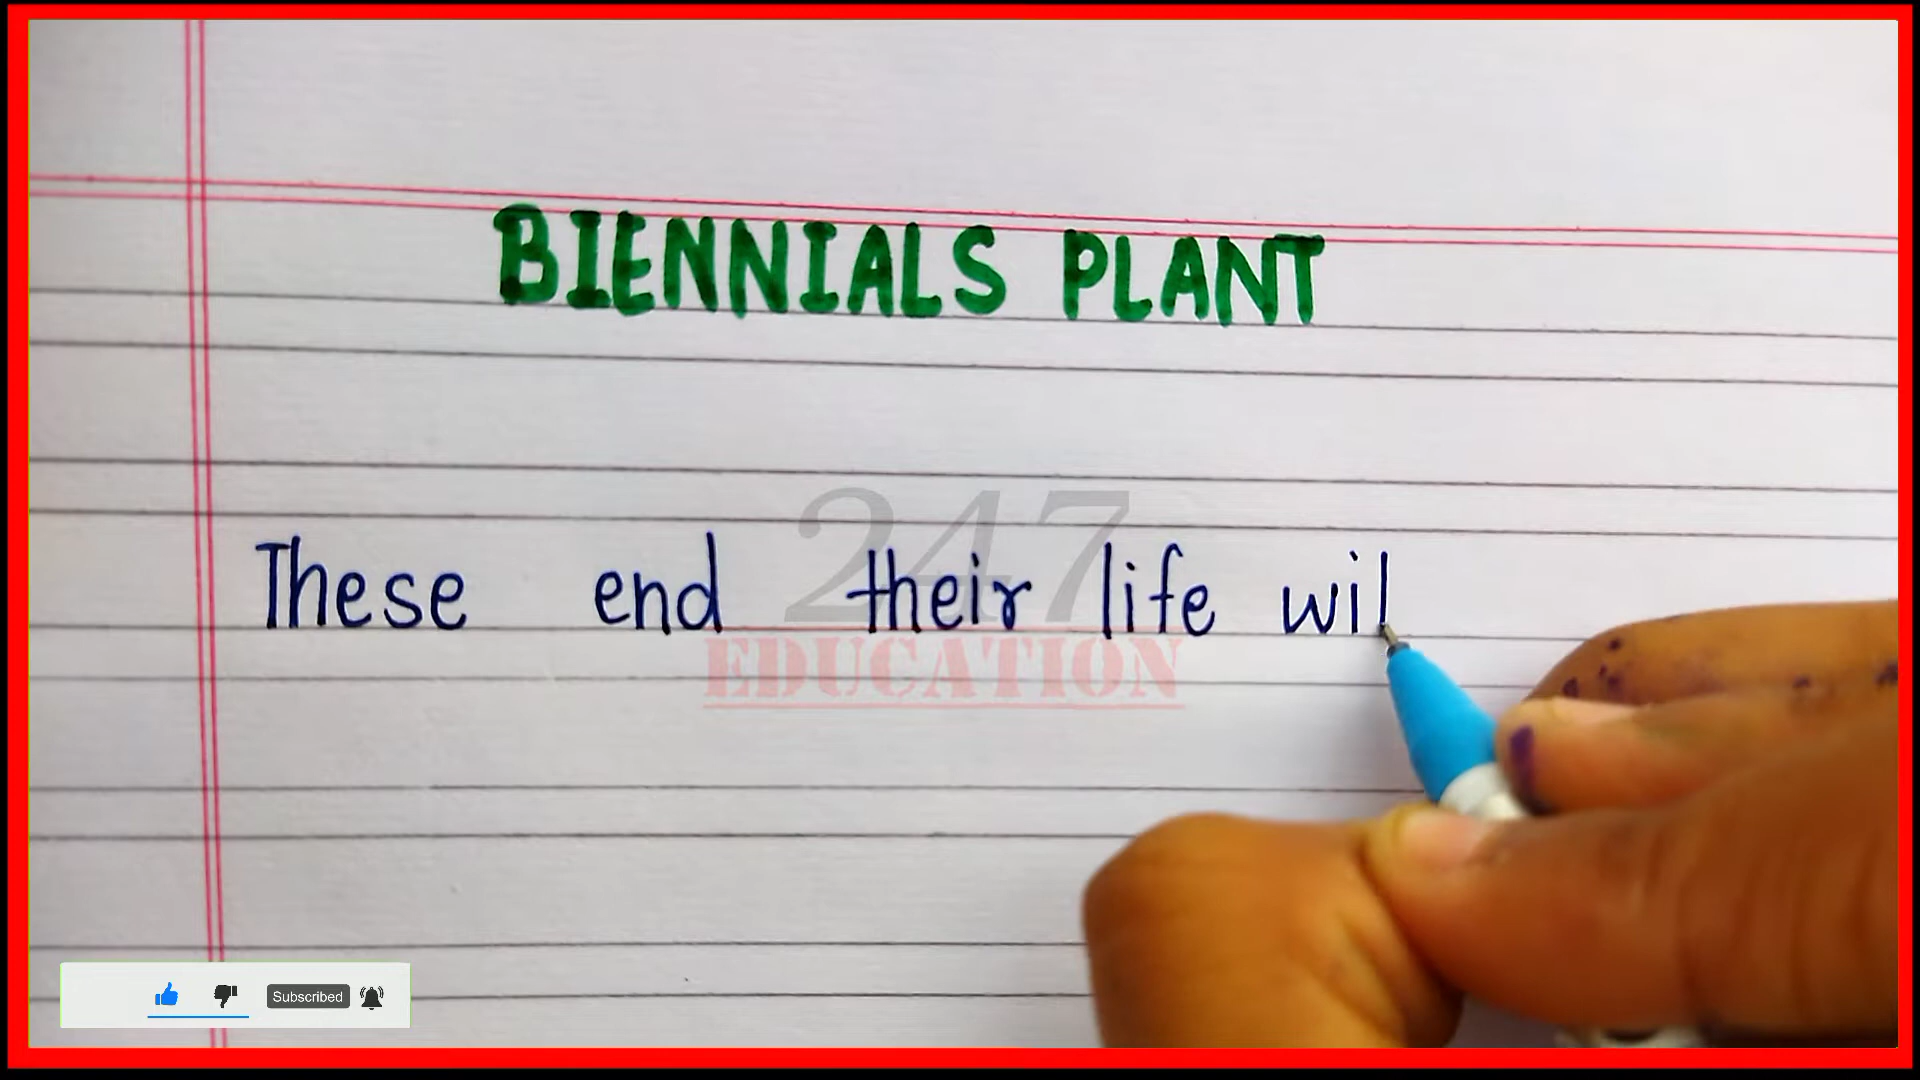 BIENNIALS PLANT
247
These end their life wil
EDUCATION
Subscribed